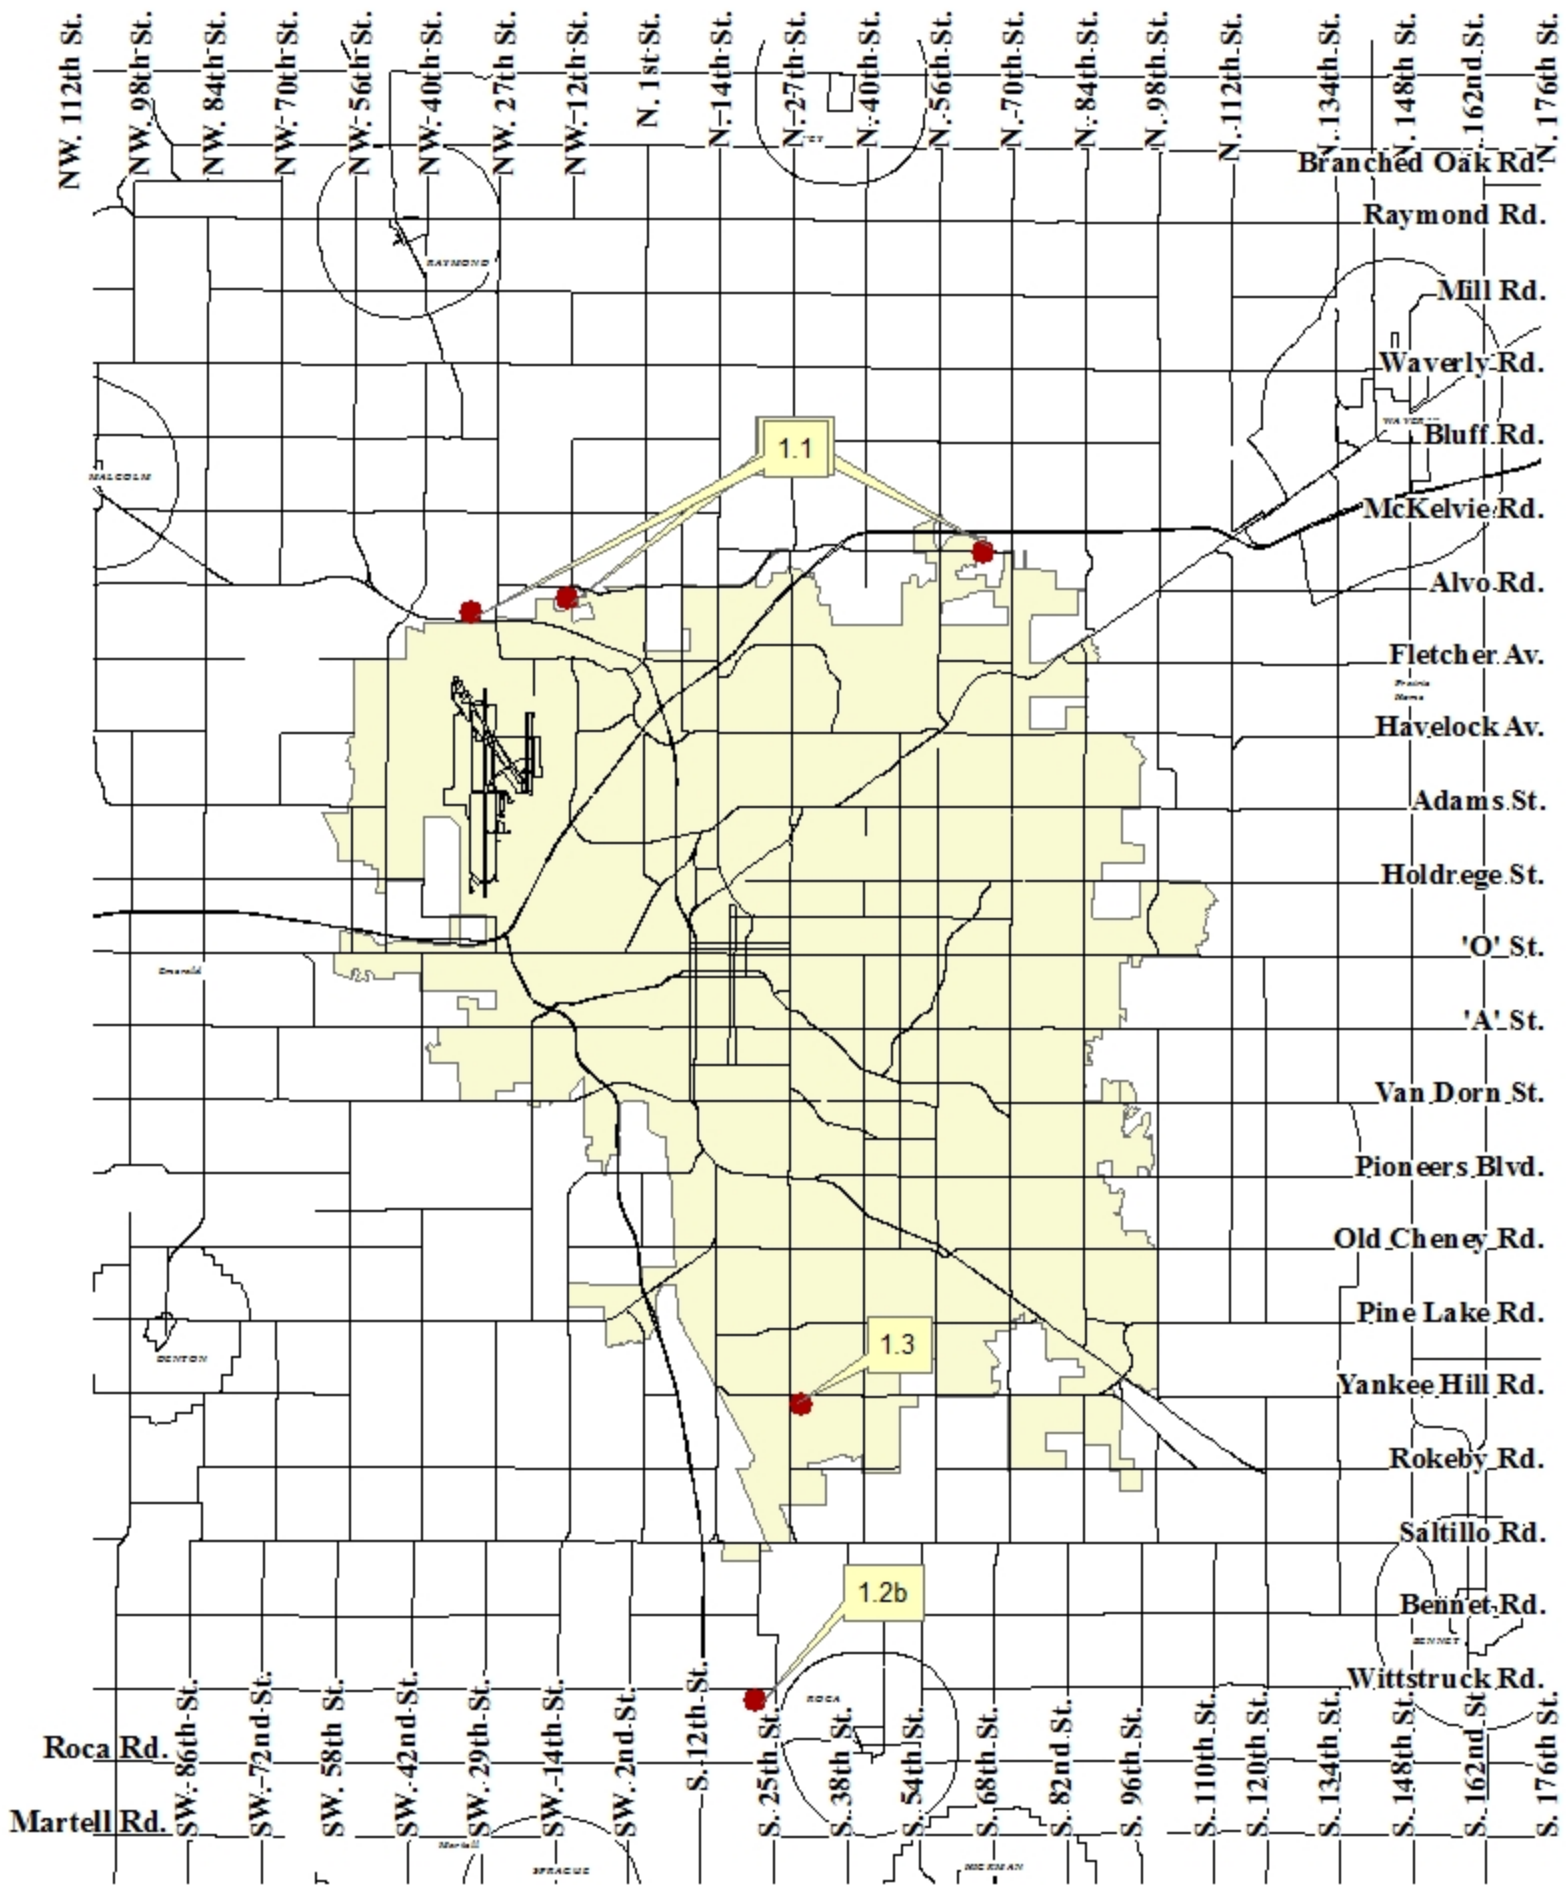 NW. 112th St.
NW. 98th St.
NW. 84th St.
NW. 70th St.
NW. 56th St.
NW. 40th St.
NW. 27th St.
NW. 12th St.
N. 1st St.
N. 14th St.
N. 27th St.
N. 40th St.
N. 56th St.
N. 70th St.
N. 84th St.
N. 98th St.
N. 112th St.
N. 134th St.
N. 148th St.
162nd St.
N. 176th St.
Branched Oak Rd.
Raymond Rd.
RAYMOND
Mill Rd.
Waverly Rd.
Bluff Rd.
1.1
MALCOLM
McKelvie Rd.
Alvo Rd.
Fletcher Av.
Prairie
Home
Havelock Av.
Adams St.
Holdrege St.
'O' St.
Emerald
'A' St.
Van Dorn St.
Pioneers Blvd.
Old Cheney Rd.
Pine Lake Rd.
1.3
DENTON
Yankee Hill Rd.
Rokeby Rd.
Saltillo Rd.
1.2b
Bennet Rd.
BENNET
Wittstruck Rd.
ROCA
Roca Rd.
Martell Rd.
SW. 86th St.
SW. 72nd St.
SW. 58th St.
SW. 42nd St.
SW. 29th St.
SW. 14th St.
SW. 2nd St.
S. 12th St.
S. 25th St.
S. 38th St.
S. 54th St.
S. 68th St.
S. 82nd St.
S. 96th St.
S. 110th St.
S. 120th St.
S. 134th St.
S. 148th St.
S. 162nd St
S. 176th St.
Martell
SPRAGUE
HICKMAN